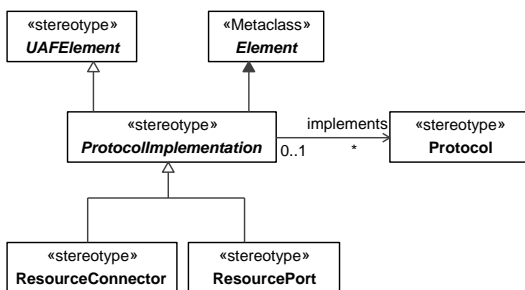 «stereotype»
UAFElement
«Metaclass»
Element
«stereotype»
ProtocolImplementation
implements
0..1
*
«stereotype»
Protocol
«stereotype»
ResourceConnector
«stereotype»
ResourcePort